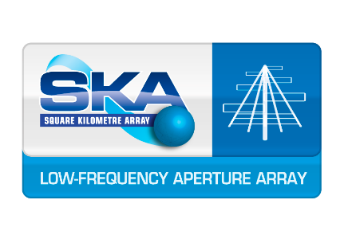 SKA
SQUARE KILOMETRE ARRAY
LOW-FREQUENCY APERTURE ARRAY